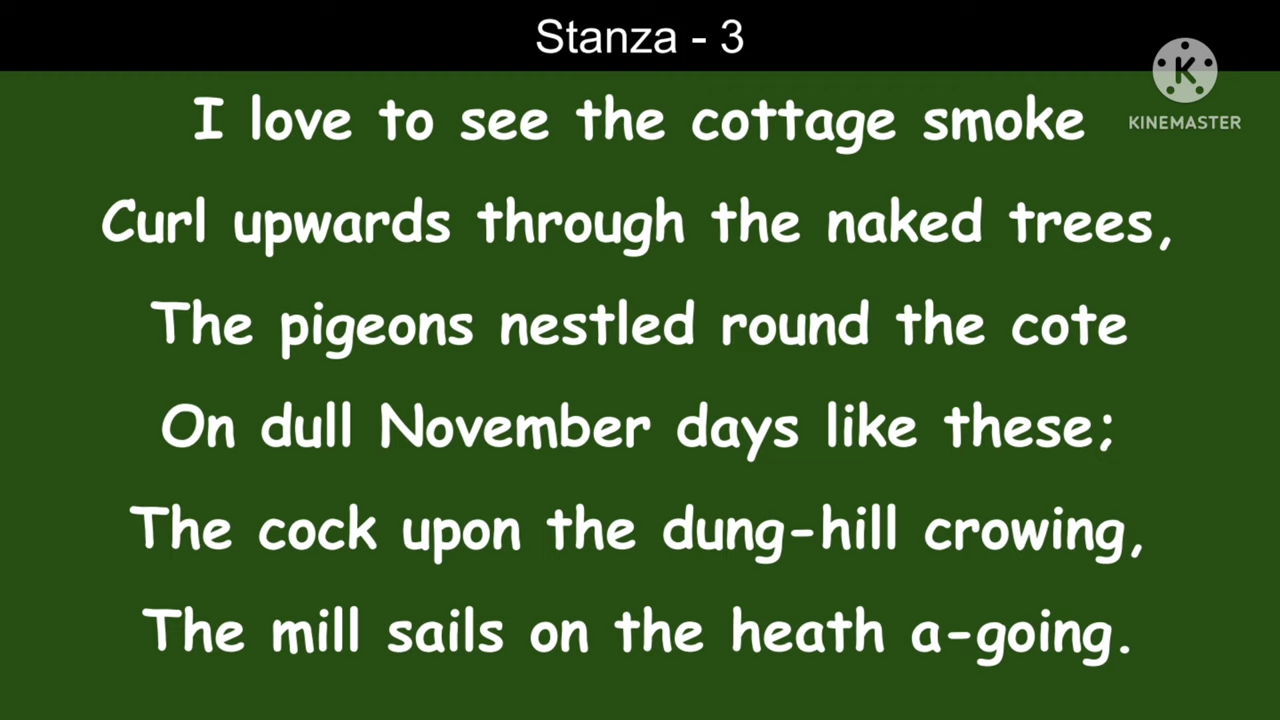 Stanza - 3
K
KINEMASTER
I love to see the cottage smoke
Curl upwards through the naked trees,
The pigeons nestled round the cote
On dull November days like these;
The cock upon the dung-hill crowing,
The mill sails on the heath a-going.